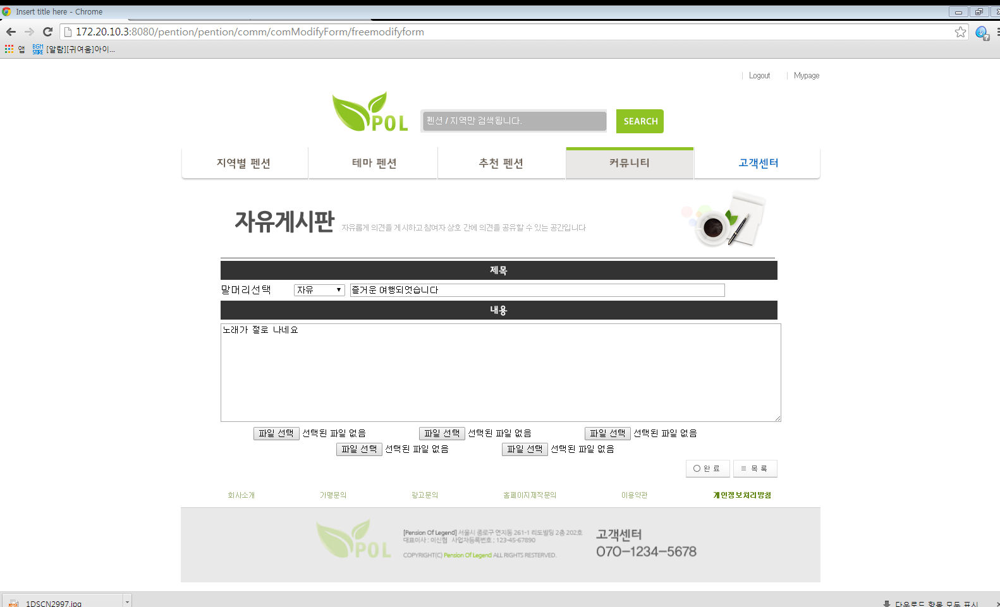 Insert title here - Chrome
172.20.10.3:8080/pention/pention/comm/comModifyForm/freemodifyform
앱 BGM STORE [알람][귀여움]아이...
Logout Mypage
POL 펜션 / 지역만 검색됩니다. SEARCH
지역별 펜션 테마 펜션 추천 펜션 커뮤니티 고객센터
자유게시판 자유롭게 의견을 게시하고 참여자 상호 간에 의견을 공유할 수 있는 공간입니다
제목
말머리선택 자유 즐거운 여행되엇습니다
내용
노래가 절로 나네요
파일 선택 선택된 파일 없음 파일 선택 선택된 파일 없음 파일 선택 선택된 파일 없음
파일 선택 선택된 파일 없음 파일 선택 선택된 파일 없음
완료 목록
회사소개 가맹문의 광고문의 홈페이지제작문의 이용약관 개인정보처리방침
POL
[Pension Of Legend] 서울시 종로구 연지동 261-1 리도빌딩 2층 202호
대표이사 : 이신협 사업자등록번호 ; 123-45-67890
COPYRIGHT(C) Pension Of Legend ALL RIGHTS RESTERVED.
고객센터
070-1234-5678
1DSCN2997.jpg 다운로드 항목 모두 표시